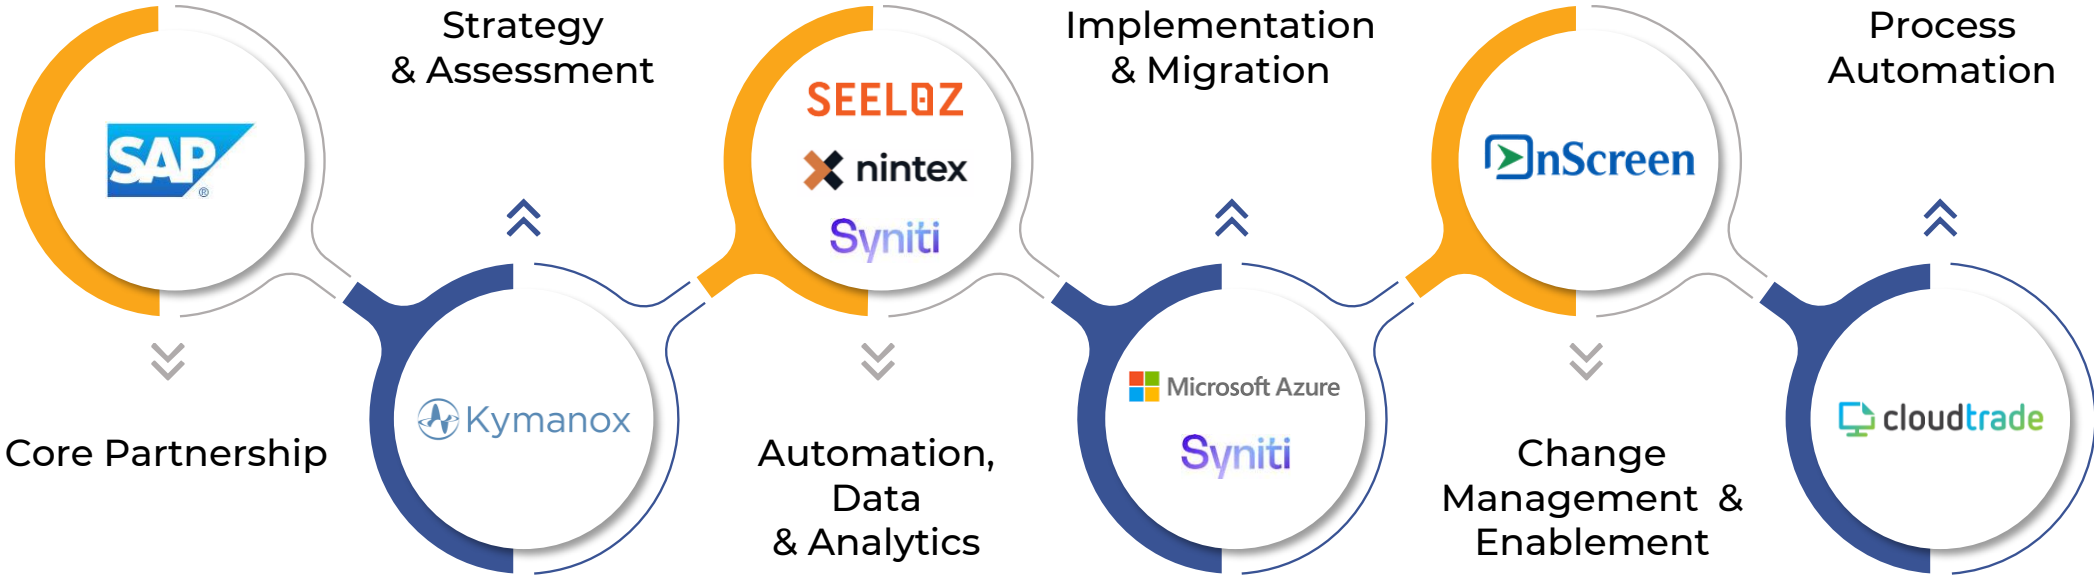 SAP
®
Core Partnership
Strategy
& Assessment
Kymanox
SEELOZ
nintex
Syniti
Automation,
Data
& Analytics
Implementation
& Migration
Microsoft Azure
Syniti
OnScreen
Change
Management &
Enablement
Process
Automation
cloudtrade